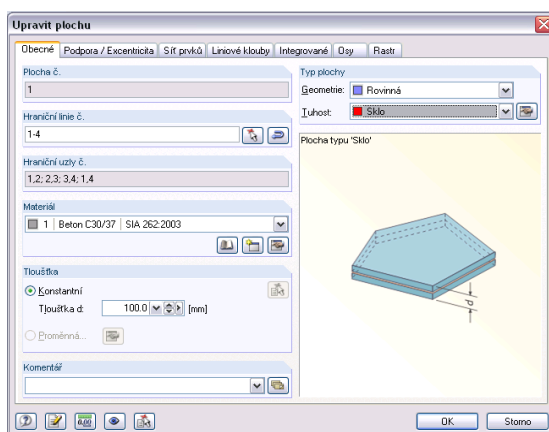 Upravit plochu
Obecné Podpora / Excentricita Síť prvků Liniové klouby Integrované Osy Rastr
Plocha č.
1
Hraniční linie č.
1-4
Hraniční uzly č.
1,2; 2,3; 3,4; 1,4
Materiál
1 Beton C30/37 SIA 262:2003
Tloušťka
Konstantní
Tloušťka d: 100.0 [mm]
Proměnná...
Komentář
Typ plochy
Geometrie: Rovinná
Tuhost: Sklo
Plocha typu 'Sklo'
d
0,00
OK Storno